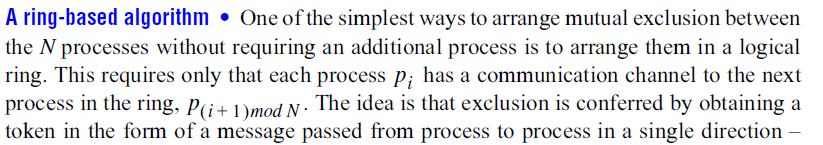 A ring-based algorithm • One of the simplest ways to arrange mutual exclusion between
the N processes without requiring an additional process is to arrange them in a logical
ring. This requires only that each process pi has a communication channel to the next
process in the ring, p(i + 1)mod N. The idea is that exclusion is conferred by obtaining a
token in the form of a message passed from process to process in a single direction –